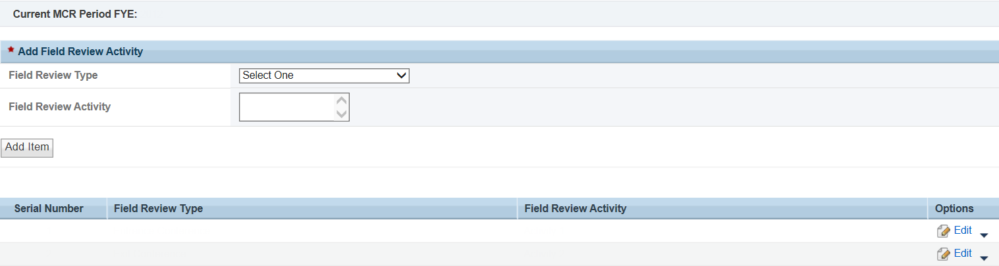 Current MCR Period FYE:
* Add Field Review Activity
Field Review Type Select One
Field Review Activity
Add Item
Serial Number Field Review Type Field Review Activity Options
Edit
Edit